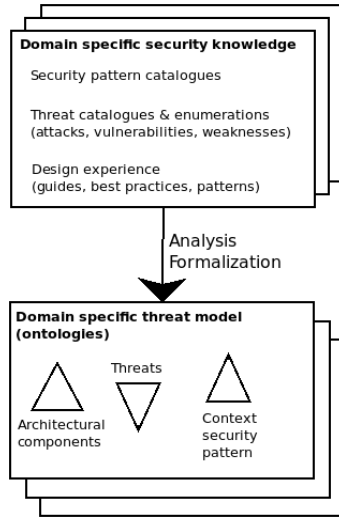 Domain specific security knowledge
Security pattern catalogues
Threat catalogues & enumerations
(attacks, vulnerabilities, weaknesses)
Design experience
(guides, best practices, patterns)
Analysis
Formalization
Domain specific threat model
(ontologies)
Threats
Architectural
components
Context
security
pattern